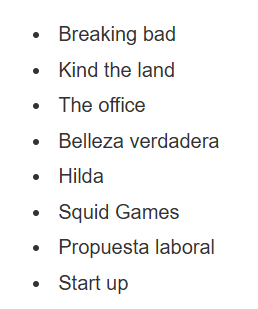 Breaking bad
Kind the land
The office
Belleza verdadera
Hilda
Squid Games
Propuesta laboral
Start up